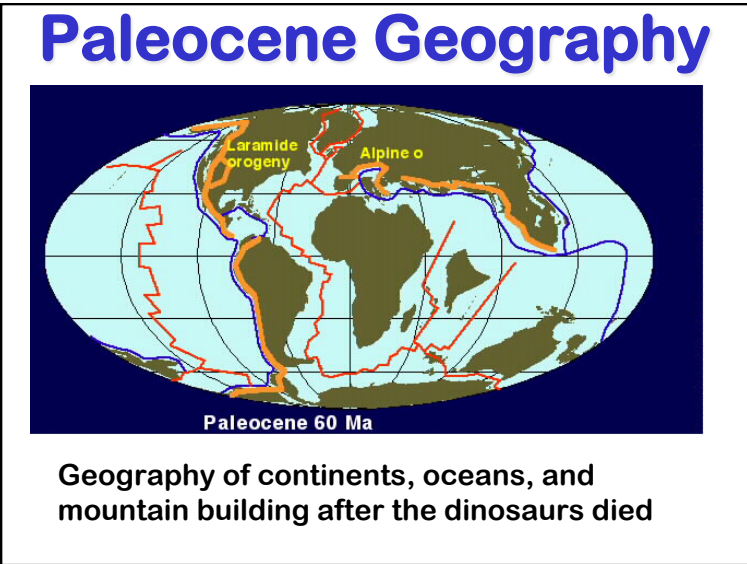 Paleocene Geography
Laramide
orogeny
Alpine o
Paleocene 60 Ma
Geography of continents, oceans, and
mountain building after the dinosaurs died